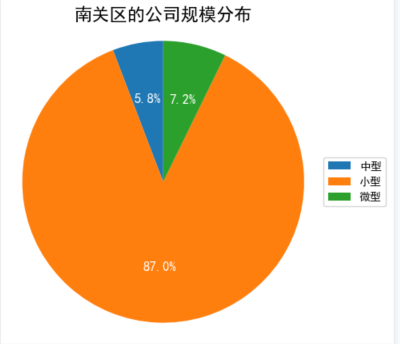 南关区的公司规模分布
5.8%
7.2%
中型
小型
微型
87.0%